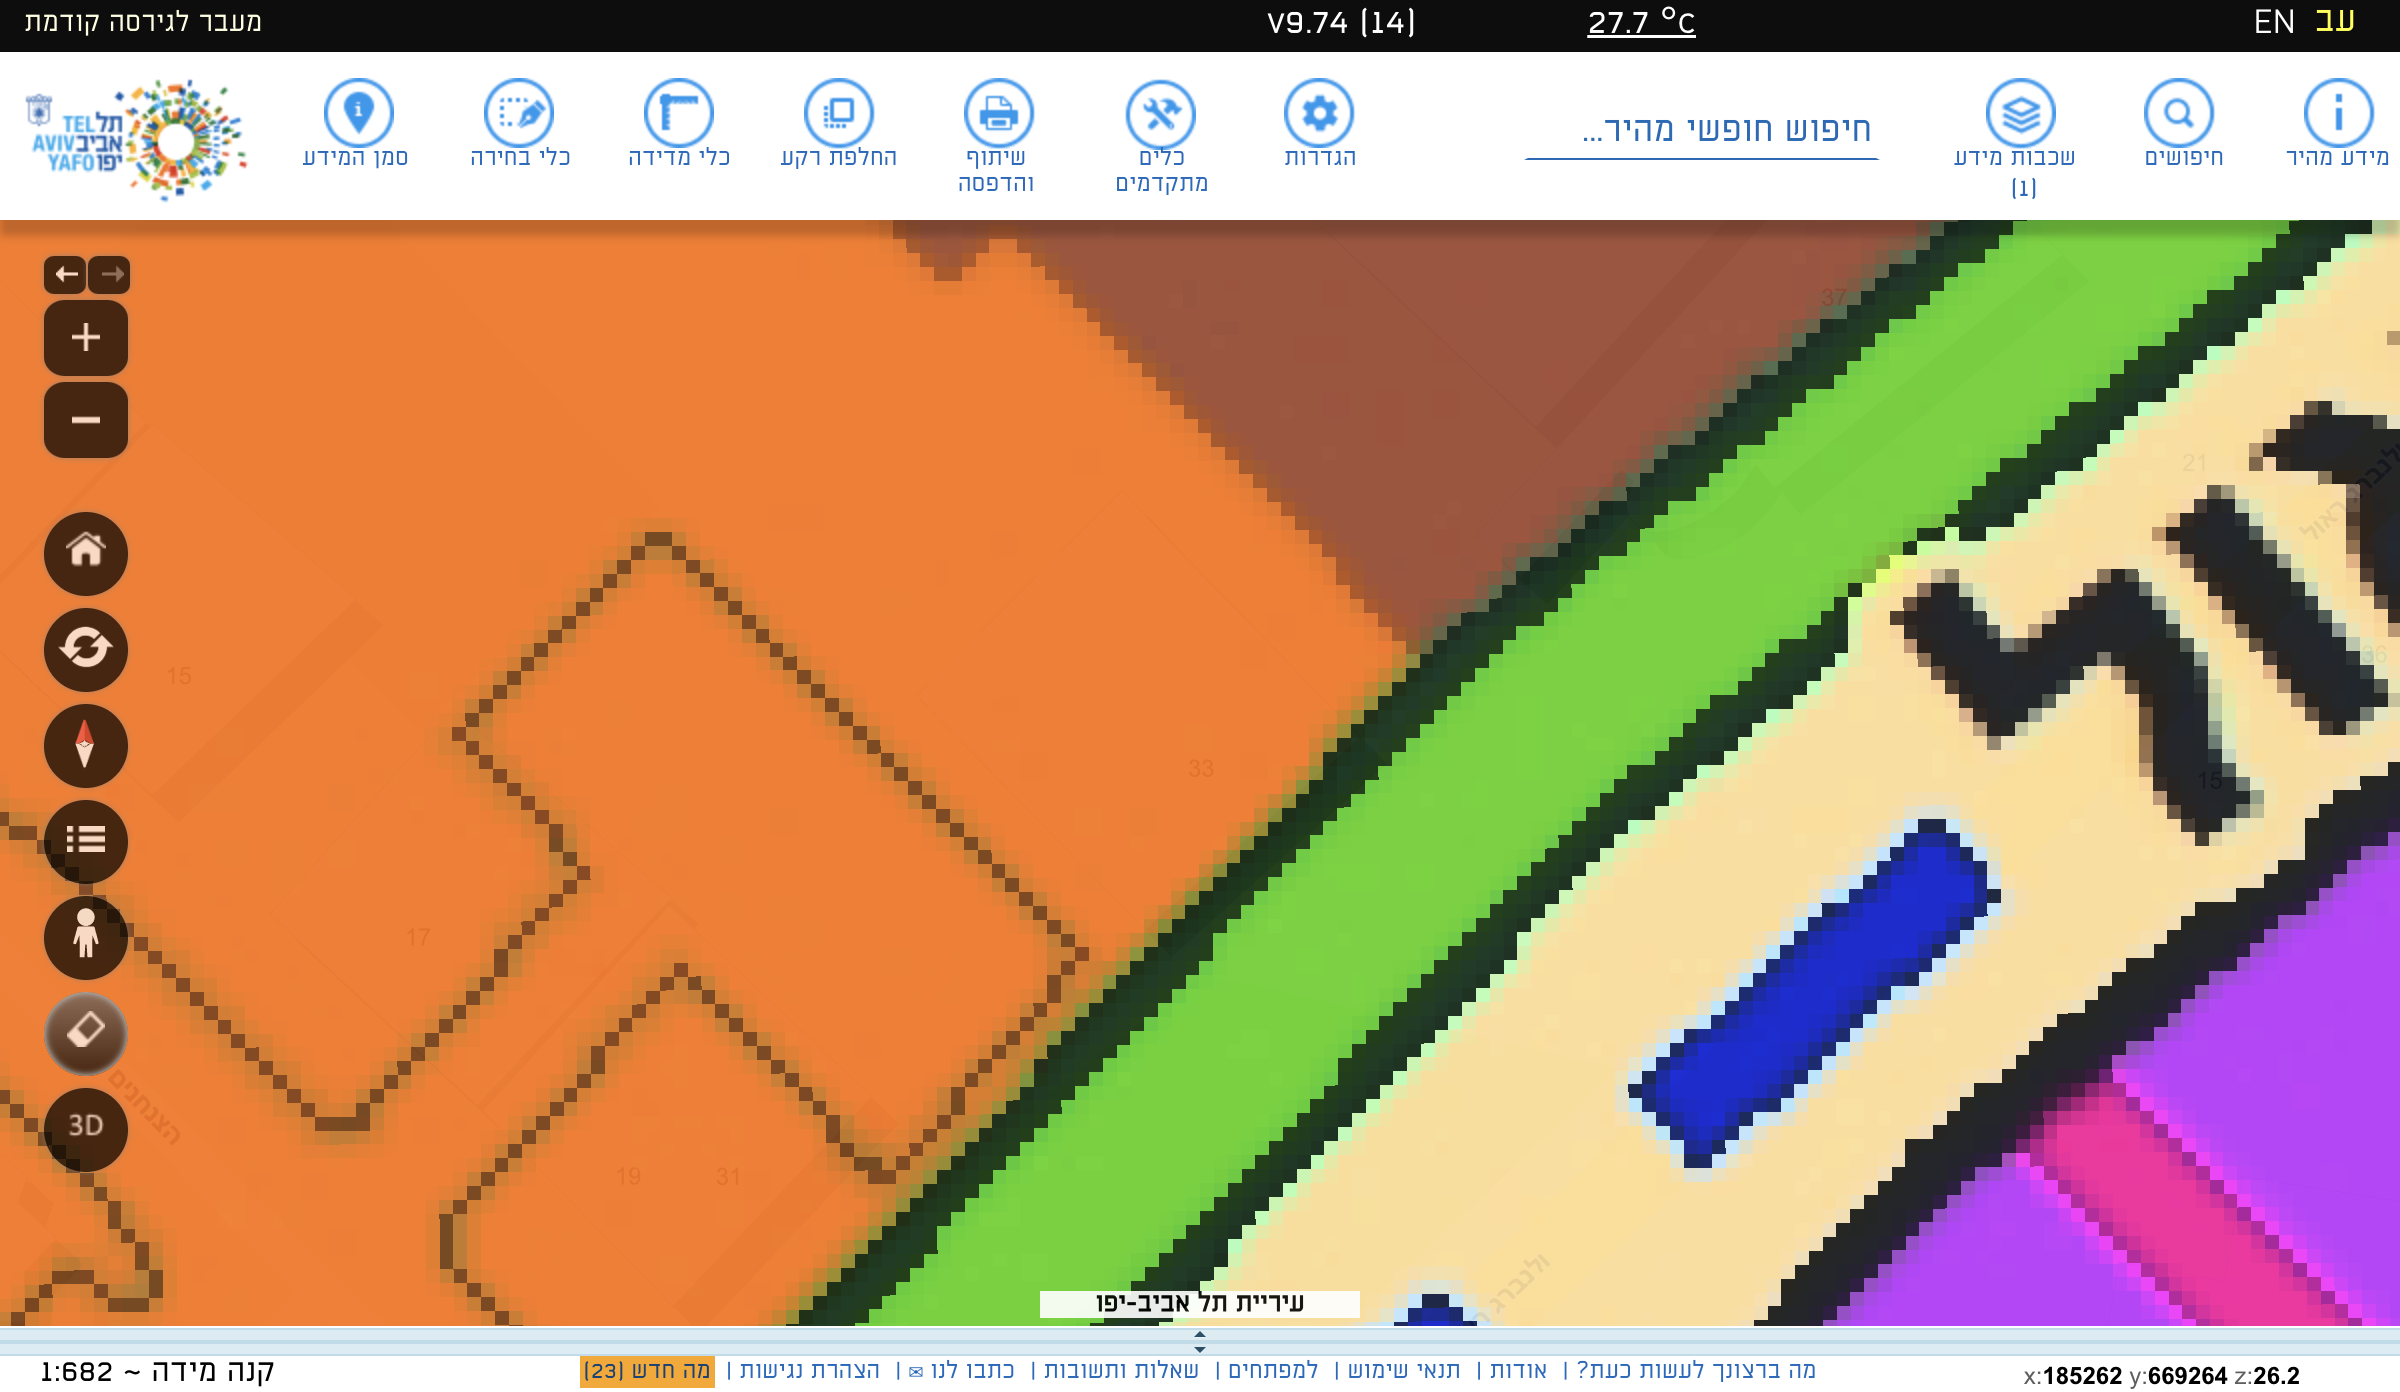 עב EN
27.7 °C
V9.74 (14)
מעבר לגירסה קודמת
מידע מהיר
חיפושים
שכבות מידע
(1)
חיפוש חופשי מהיר...
הגדרות
כלים
מתקדמים
שיתוף
והדפסה
החלפת רקע
כלי מדידה
כלי בחירה
סמן המידע
תל אביב יפו
TEL AVIV YAFO
37
21
36
15
33
15
17
19
31
הצנחנים
ולנברג ראול
ולנברג
3D
עיריית תל אביב-יפו
מה ברצונך לעשות כעת? | אודות | תנאי שימוש | למפתחים | שאלות ותשובות | כתבו לנו ✉ | הצהרת נגישות | מה חדש (23)
קנה מידה ~ 1:682
x:185262 y:669264 z:26.2